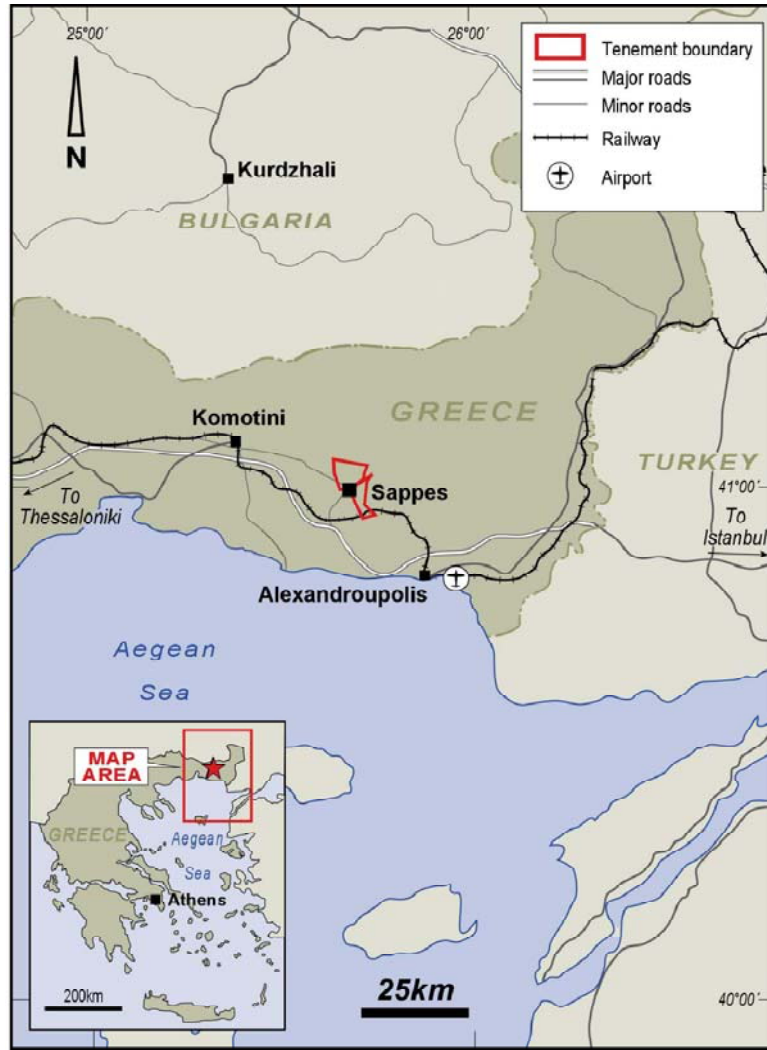 25°00'
26°00'
Tenement boundary
Major roads
Minor roads
Railway
Airport
N
Kurdzhali
BULGARIA
GREECE
Komotini
TURKEY
Sappes
41°00'
To
Thessaloniki
To
Istanbul
Alexandroupolis
Aegean
Sea
MAP
AREA
GREECE
Aegean
Sea
Athens
200km
25km
40°00'